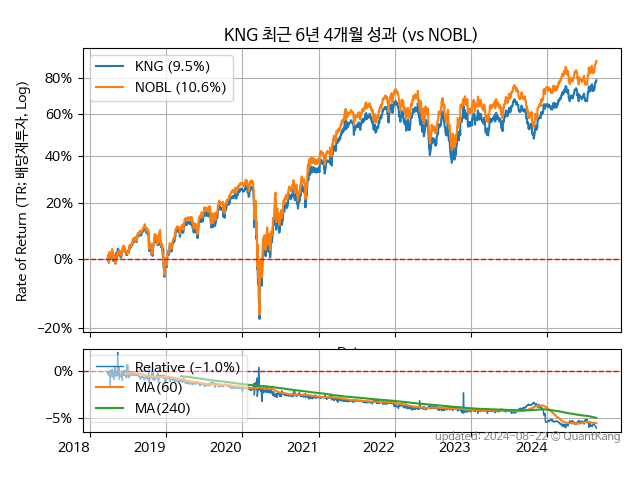 KNG 최근 6년 4개월 성과 (vs NOBL)
Rate of Return (TR: 배당재투자, Log)
KNG (9.5%)
NOBL (10.6%)
80%
60%
40%
20%
0%
−20%
Relative (−1.0%)
MA(60)
MA(240)
0%
−5%
2018 2019 2020 2021 2022 2023 2024
updated: 2024-08-22 © QuantKang